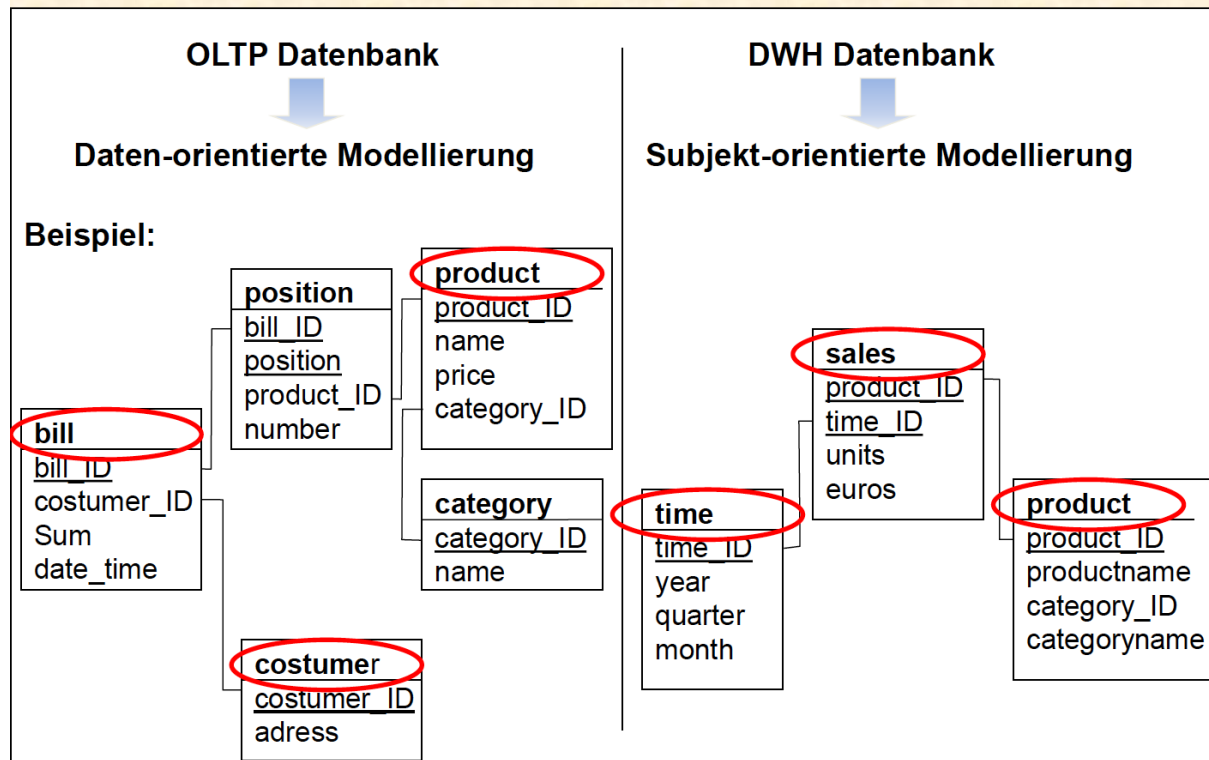 OLTP Datenbank
Daten-orientierte Modellierung
Beispiel:
position
bill_ID
position
product_ID
number
product
product_ID
name
price
category_ID
bill
bill_ID
costumer_ID
Sum
date_time
category
category_ID
name
costumer
costumer_ID
adress
DWH Datenbank
Subjekt-orientierte Modellierung
sales
product_ID
time_ID
units
euros
time
time_ID
year
quarter
month
product
product_ID
productname
category_ID
categoryname